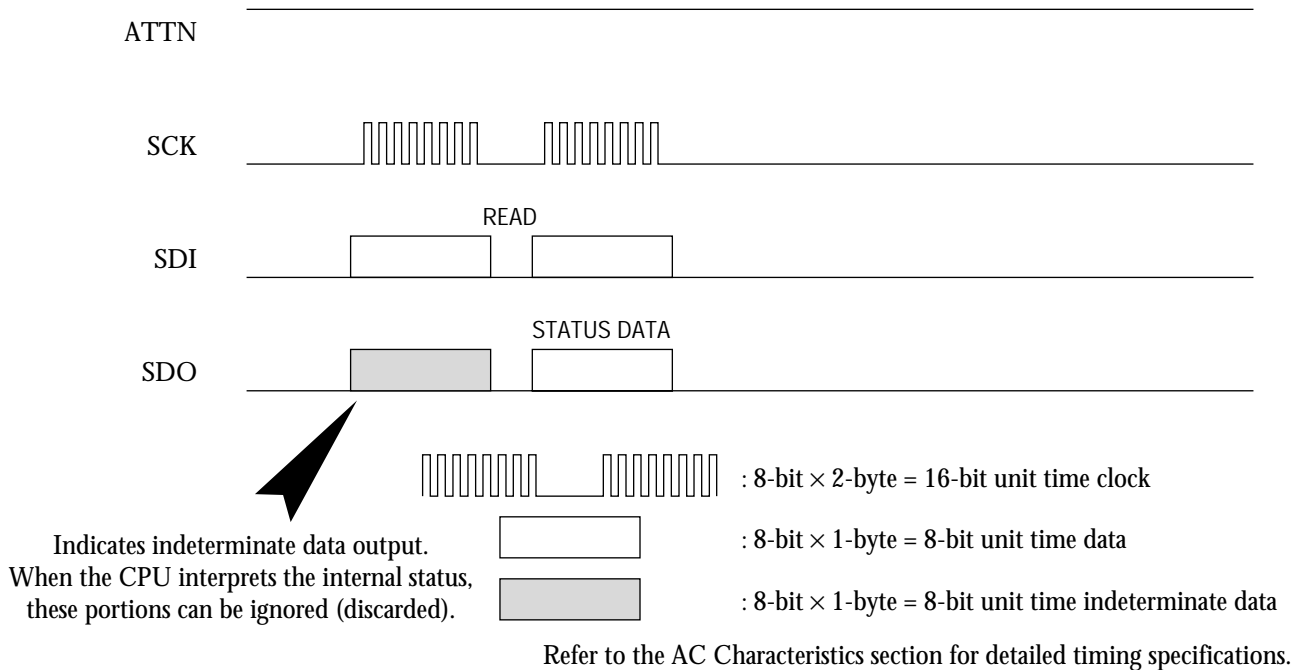 ATTN
SCK
READ
SDI
STATUS DATA
SDO
: 8-bit × 2-byte = 16-bit unit time clock
Indicates indeterminate data output.
When the CPU interprets the internal status,
these portions can be ignored (discarded).
: 8-bit × 1-byte = 8-bit unit time data
: 8-bit × 1-byte = 8-bit unit time indeterminate data
Refer to the AC Characteristics section for detailed timing specifications.